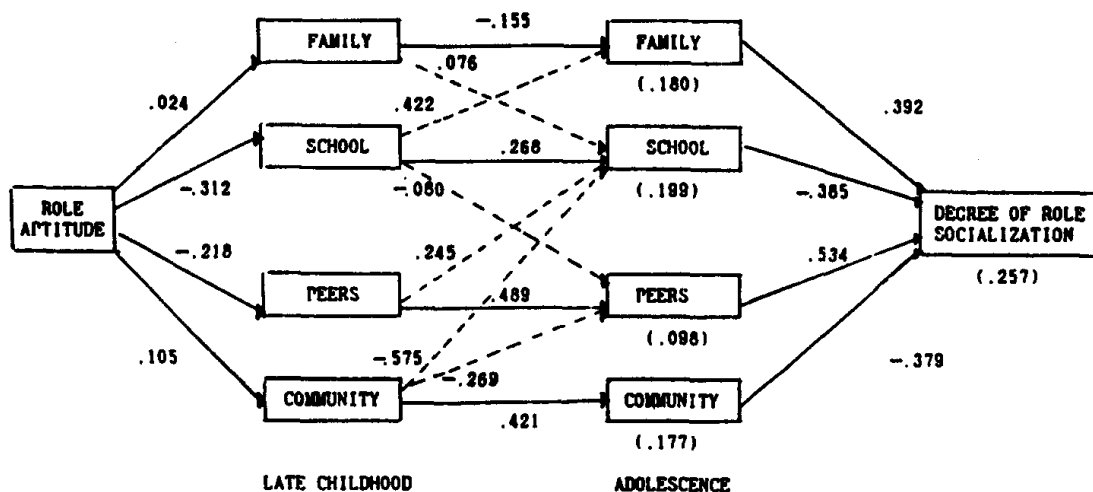 -.155
FAMILY
FAMILY
.076
(.180)
.024
.422
.392
SCHOOL
.268
SCHOOL
-.312
-.080
(.199)
-.385
ROLE
APTITUDE
DEGREE OF ROLE
SOCIALIZATION
-.218
.245
.534
(.257)
PEERS
.489
PEERS
(.098)
.105
-.575
-.269
-.379
COMMUNITY
COMMUNITY
.421
(.177)
LATE CHILDHOOD
ADOLESCENCE